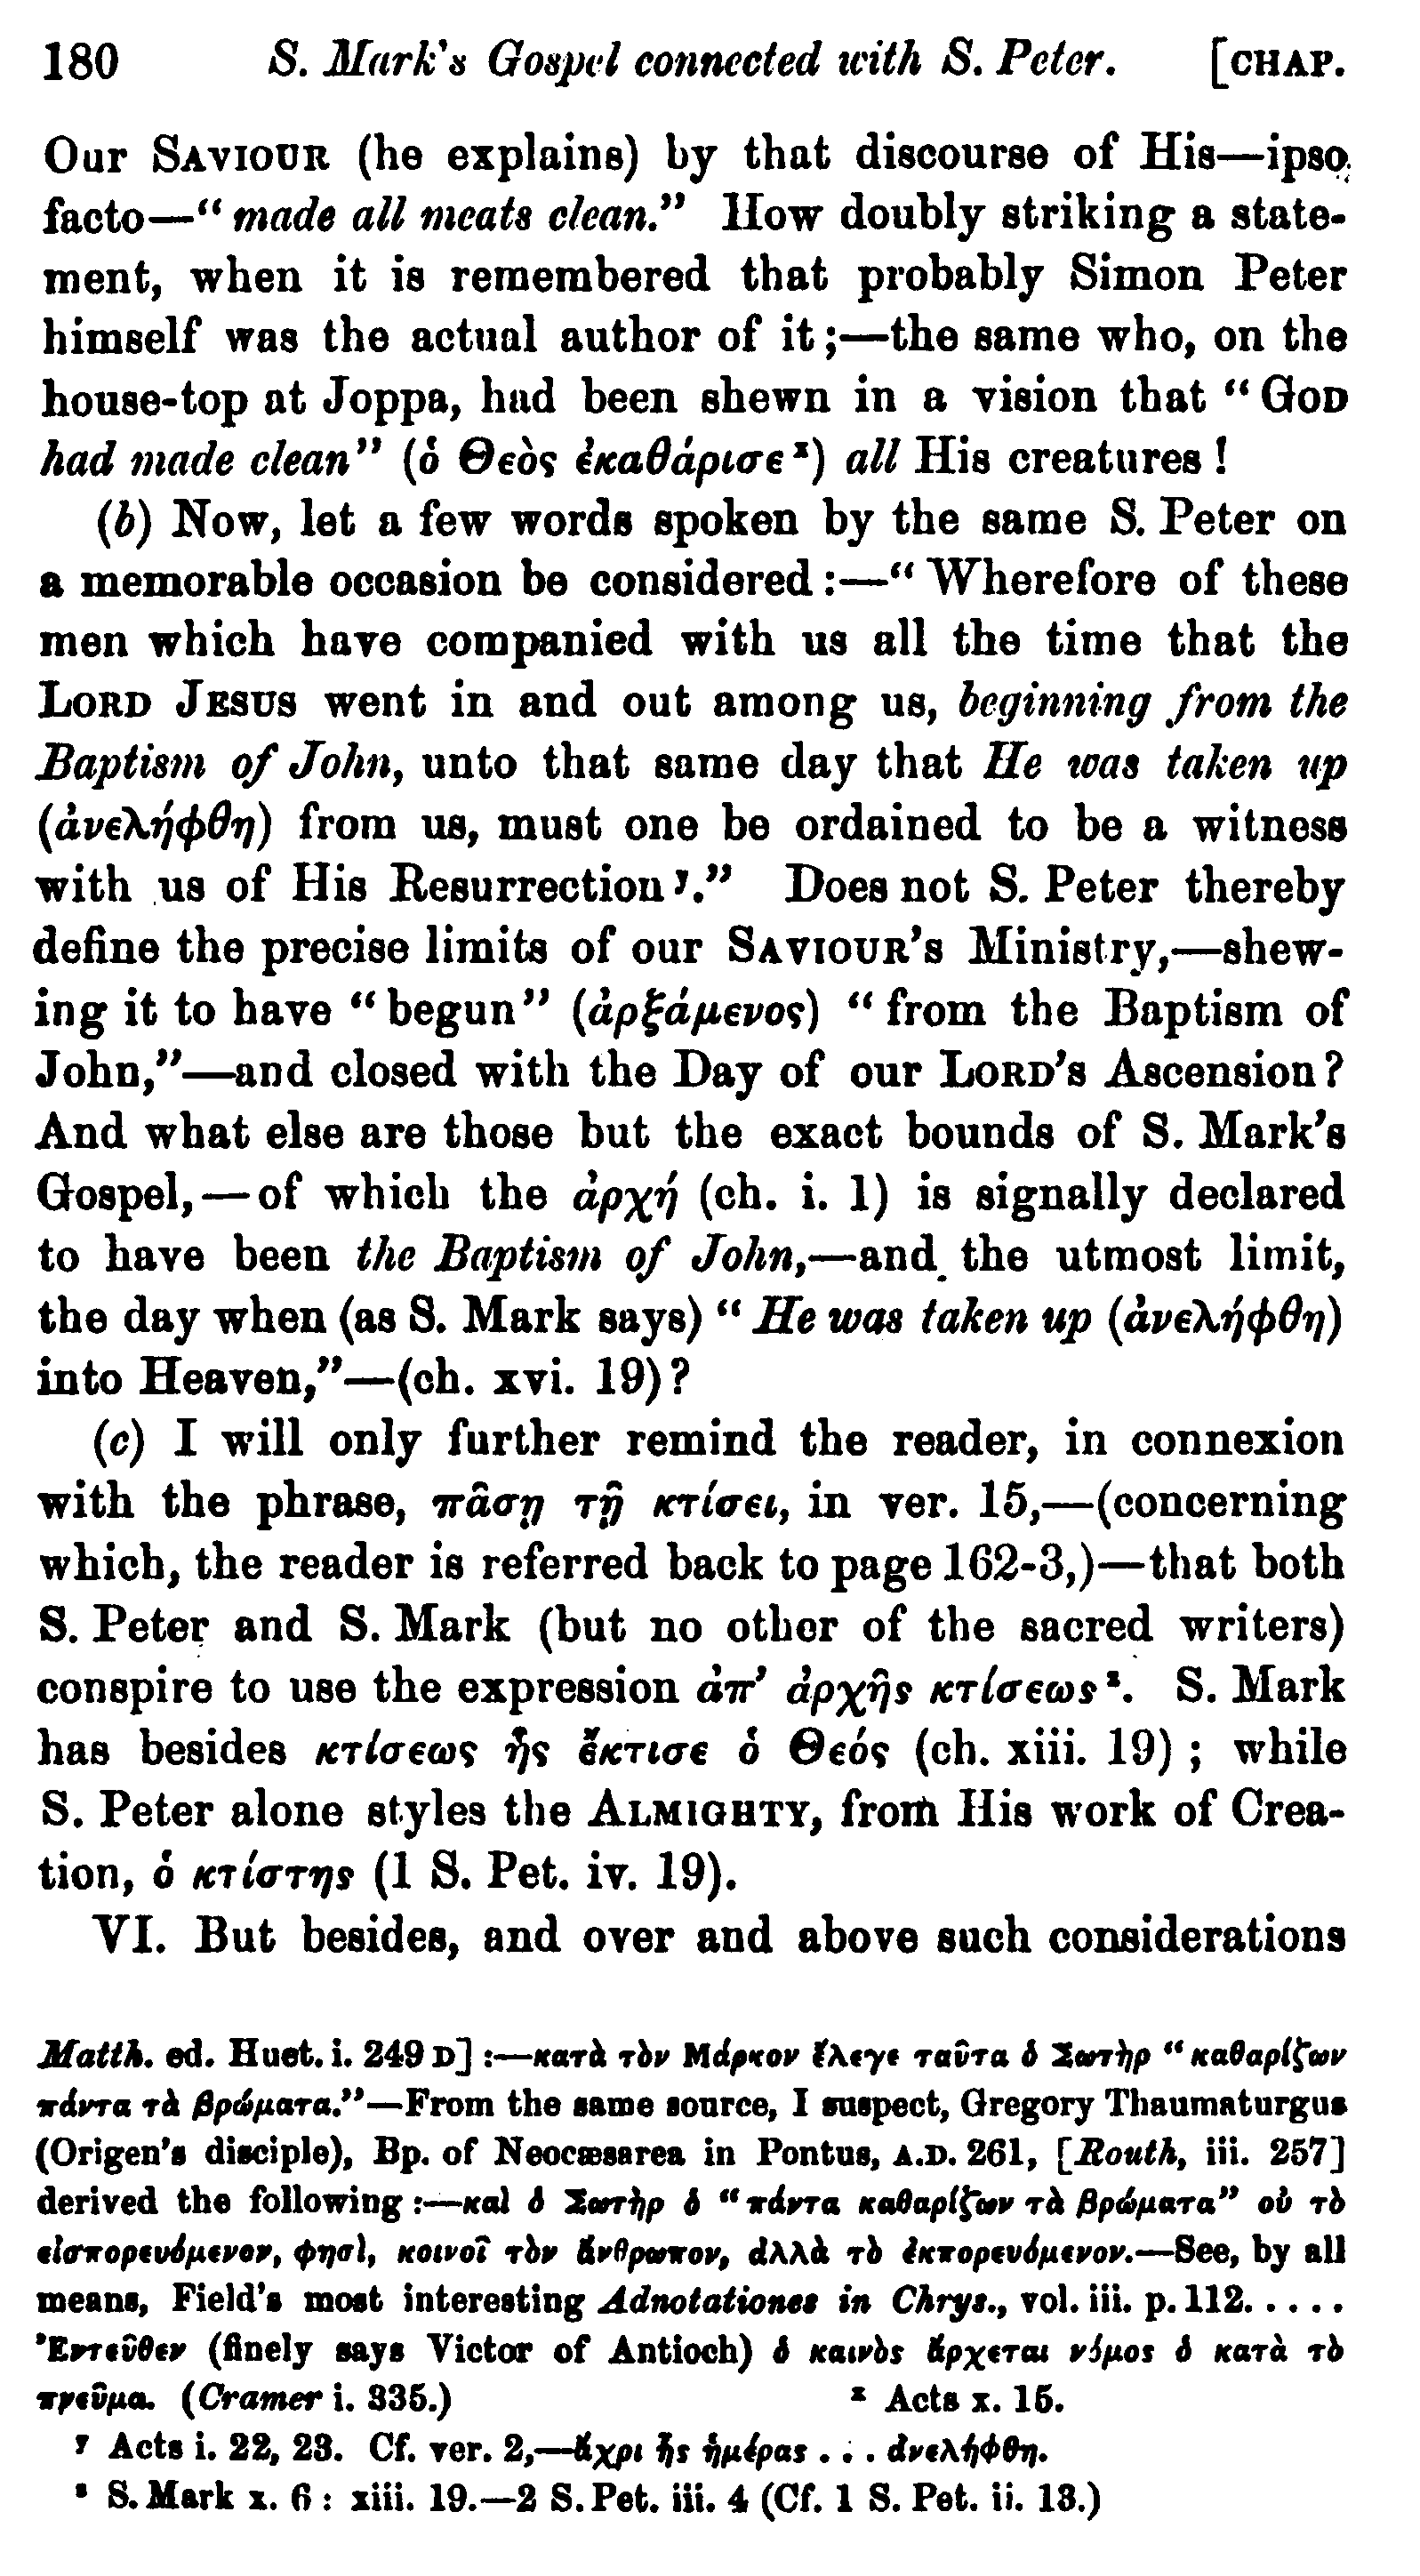 180 S. Mark's Gospel connected with S. Peter. [CHAP.
Our SAVIOUR (he explains) by that discourse of His—ipso
facto—" made all meats clean." How doubly striking a state-
ment, when it is remembered that probably Simon Peter
himself was the actual author of it ;—the same who, on the
house-top at Joppa, had been shewn in a vision that " GOD
had made clean" (ὁ Θεὸς ἐκαθάρισε ˣ) all His creatures !
(b) Now, let a few words spoken by the same S. Peter on
a memorable occasion be considered :—" Wherefore of these
men which have companied with us all the time that the
LORD JESUS went in and out among us, beginning from the
Baptism of John, unto that same day that He was taken up
(ἀνελήφθη) from us, must one be ordained to be a witness
with us of His Resurrection ʸ." Does not S. Peter thereby
define the precise limits of our SAVIOUR's Ministry,—shew-
ing it to have " begun" (ἀρξάμενος) " from the Baptism of
John,"—and closed with the Day of our LORD's Ascension ?
And what else are those but the exact bounds of S. Mark's
Gospel,—of which the ἀρχή (ch. i. 1) is signally declared
to have been the Baptism of John,—and the utmost limit,
the day when (as S. Mark says) " He was taken up (ἀνελήφθη)
into Heaven,"—(ch. xvi. 19) ?
(c) I will only further remind the reader, in connexion
with the phrase, πᾶσῃ τῇ κτίσει, in ver. 15,—(concerning
which, the reader is referred back to page 162-3,)—that both
S. Peter and S. Mark (but no other of the sacred writers)
conspire to use the expression ἀπ' ἀρχῆς κτίσεως ᶻ. S. Mark
has besides κτίσεως ἧς ἔκτισε ὁ Θεός (ch. xiii. 19) ; while
S. Peter alone styles the ALMIGHTY, from His work of Crea-
tion, ὁ κτίστης (1 S. Pet. iv. 19).
VI. But besides, and over and above such considerations
Matth. ed. Huet. i. 249 D] :—κατὰ τὸν Μάρκον ἔλεγε ταῦτα ὁ Σωτὴρ " καθαρίζων
πάντα τὰ βρώματα."—From the same source, I suspect, Gregory Thaumaturgus
(Origen's disciple), Bp. of Neocæsarea in Pontus, A.D. 261, [Routh, iii. 257]
derived the following :—καὶ ὁ Σωτὴρ ὁ " πάντα καθαρίζων τὰ βρώματα" οὐ τὸ
εἰσπορευόμενον, φησὶ, κοινοῖ τὸν ἄνθρωπον, ἀλλὰ τὸ ἐκπορευόμενον.—See, by all
means, Field's most interesting Adnotationes in Chrys., vol. iii. p. 112. . . . .
Ἐντεῦθεν (finely says Victor of Antioch) ὁ καινὸς ἄρχεται νόμος ὁ κατὰ τὸ
πνεῦμα. (Cramer i. 335.) ˣ Acts x. 15.
ʸ Acts i. 22, 23. Cf. ver. 2,—ἄχρι ἧς ἡμέρας . . . ἀνελήφθη.
ᶻ S. Mark x. 6 : xiii. 19.—2 S. Pet. iii. 4 (Cf. 1 S. Pet. ii. 13.)